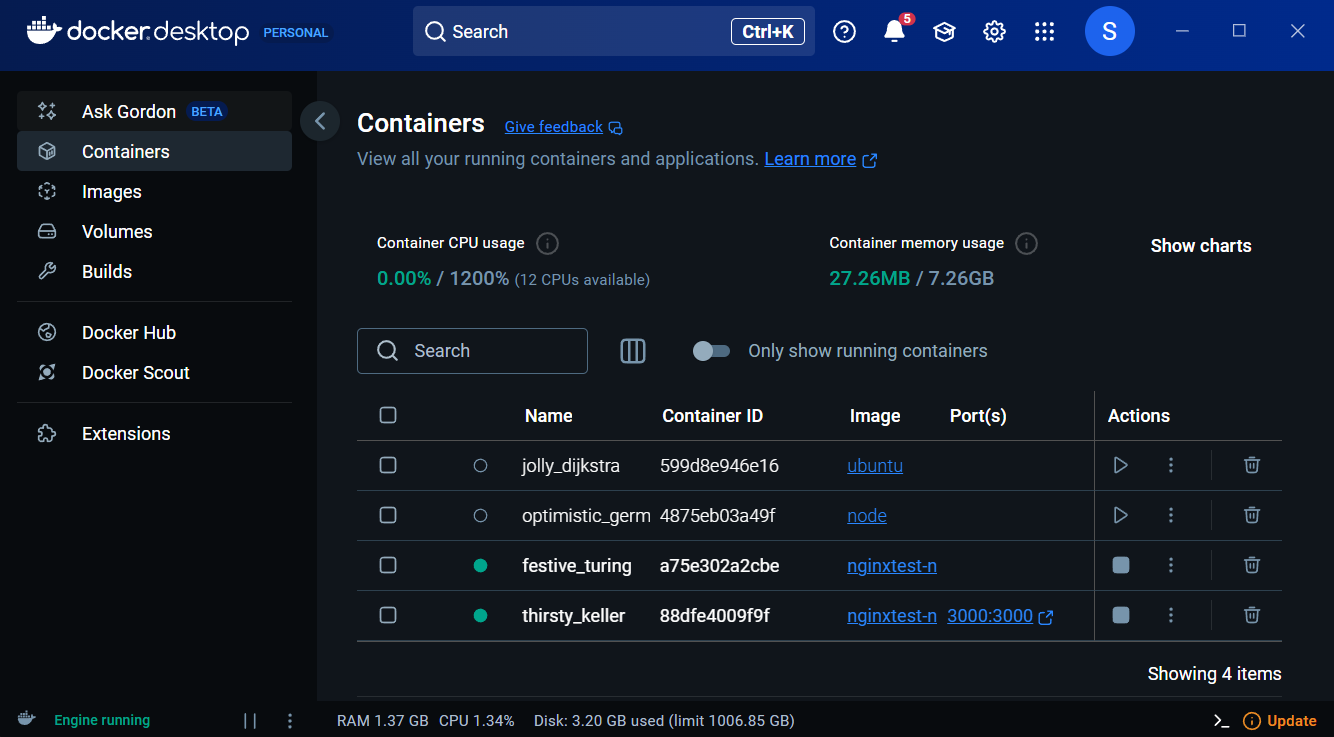 docker.desktop PERSONAL
Search Ctrl+K
5
S
Ask Gordon BETA
Containers
Images
Volumes
Builds
Docker Hub
Docker Scout
Extensions
Containers Give feedback
View all your running containers and applications. Learn more
Container CPU usage
0.00% / 1200% (12 CPUs available)
Container memory usage
27.26MB / 7.26GB
Show charts
Search
Only show running containers
Name Container ID Image Port(s) Actions
jolly_dijkstra 599d8e946e16 ubuntu
optimistic_germ 4875eb03a49f node
festive_turing a75e302a2cbe nginxtest-n
thirsty_keller 88dfe4009f9f nginxtest-n 3000:3000
Showing 4 items
Engine running
RAM 1.37 GB CPU 1.34% Disk: 3.20 GB used (limit 1006.85 GB)
Update